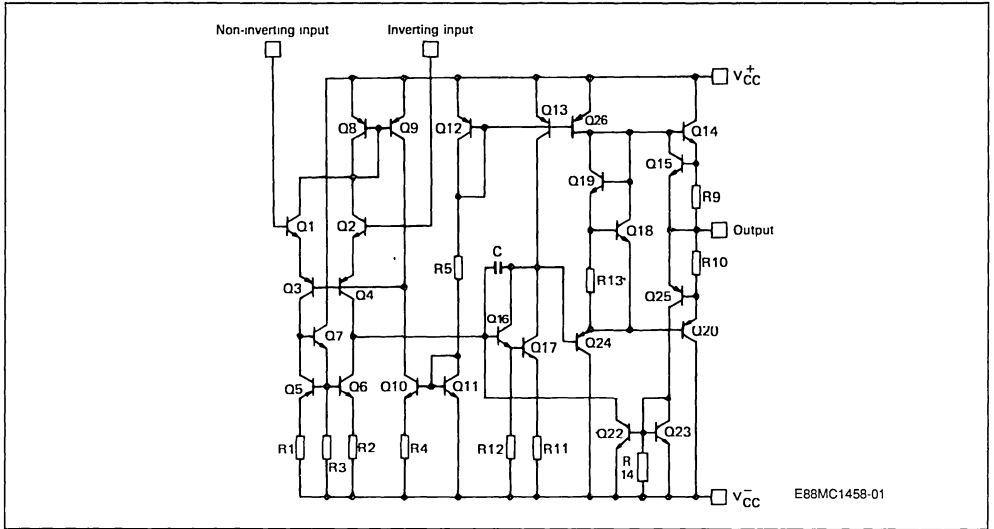 Non-inverting input Inverting input
V+CC
Q8 Q9 Q12 Q13 Q26 Q14
Q15
Q19
R9
Q1 Q2 Q18 Output
C R5 R13 R10
Q3 Q4 Q25
Q16
Q7 Q17 Q24 Q20
Q5 Q6 Q10 Q11
Q22 Q23
R1 R3 R2 R4 R12 R11 R
14
V-CC E88MC1458-01